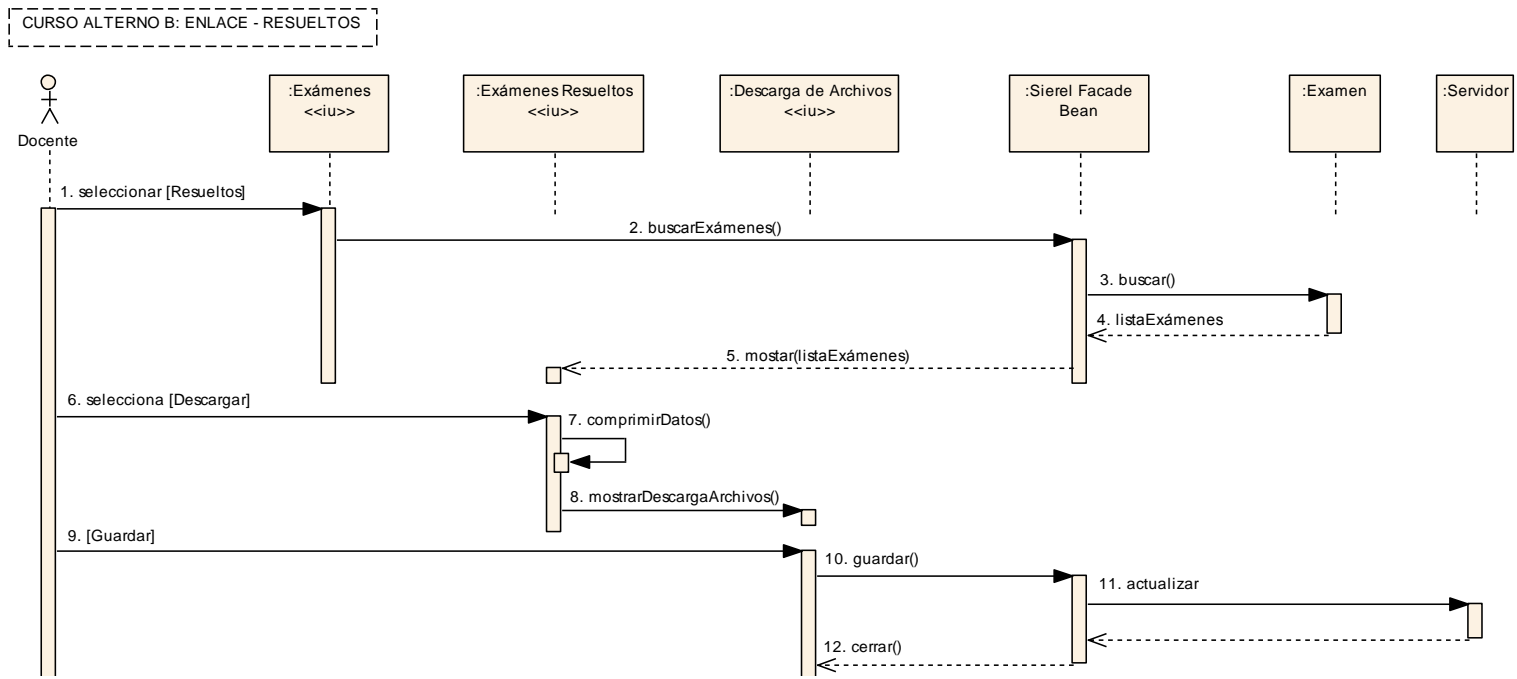 CURSO ALTERNO B: ENLACE - RESUELTOS
Docente
:Exámenes
<<iu>>
:Exámenes Resueltos
<<iu>>
:Descarga de Archivos
<<iu>>
:Sierel Facade
Bean
:Examen
:Servidor
1. seleccionar [Resueltos]
2. buscarExámenes()
3. buscar()
4. listaExámenes
5. mostar(listaExámenes)
6. selecciona [Descargar]
7. comprimirDatos()
8. mostrarDescargaArchivos()
9. [Guardar]
10. guardar()
11. actualizar
12. cerrar()